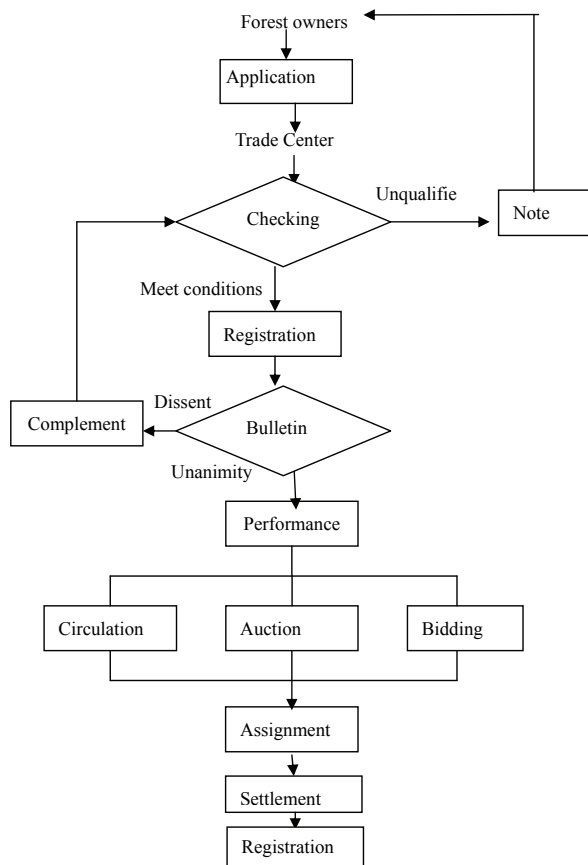 Forest owners
Application
Trade Center
Checking
Unqualifie
Note
Meet conditions
Registration
Dissent
Complement
Bulletin
Unanimity
Performance
Circulation
Auction
Bidding
Assignment
Settlement
Registration